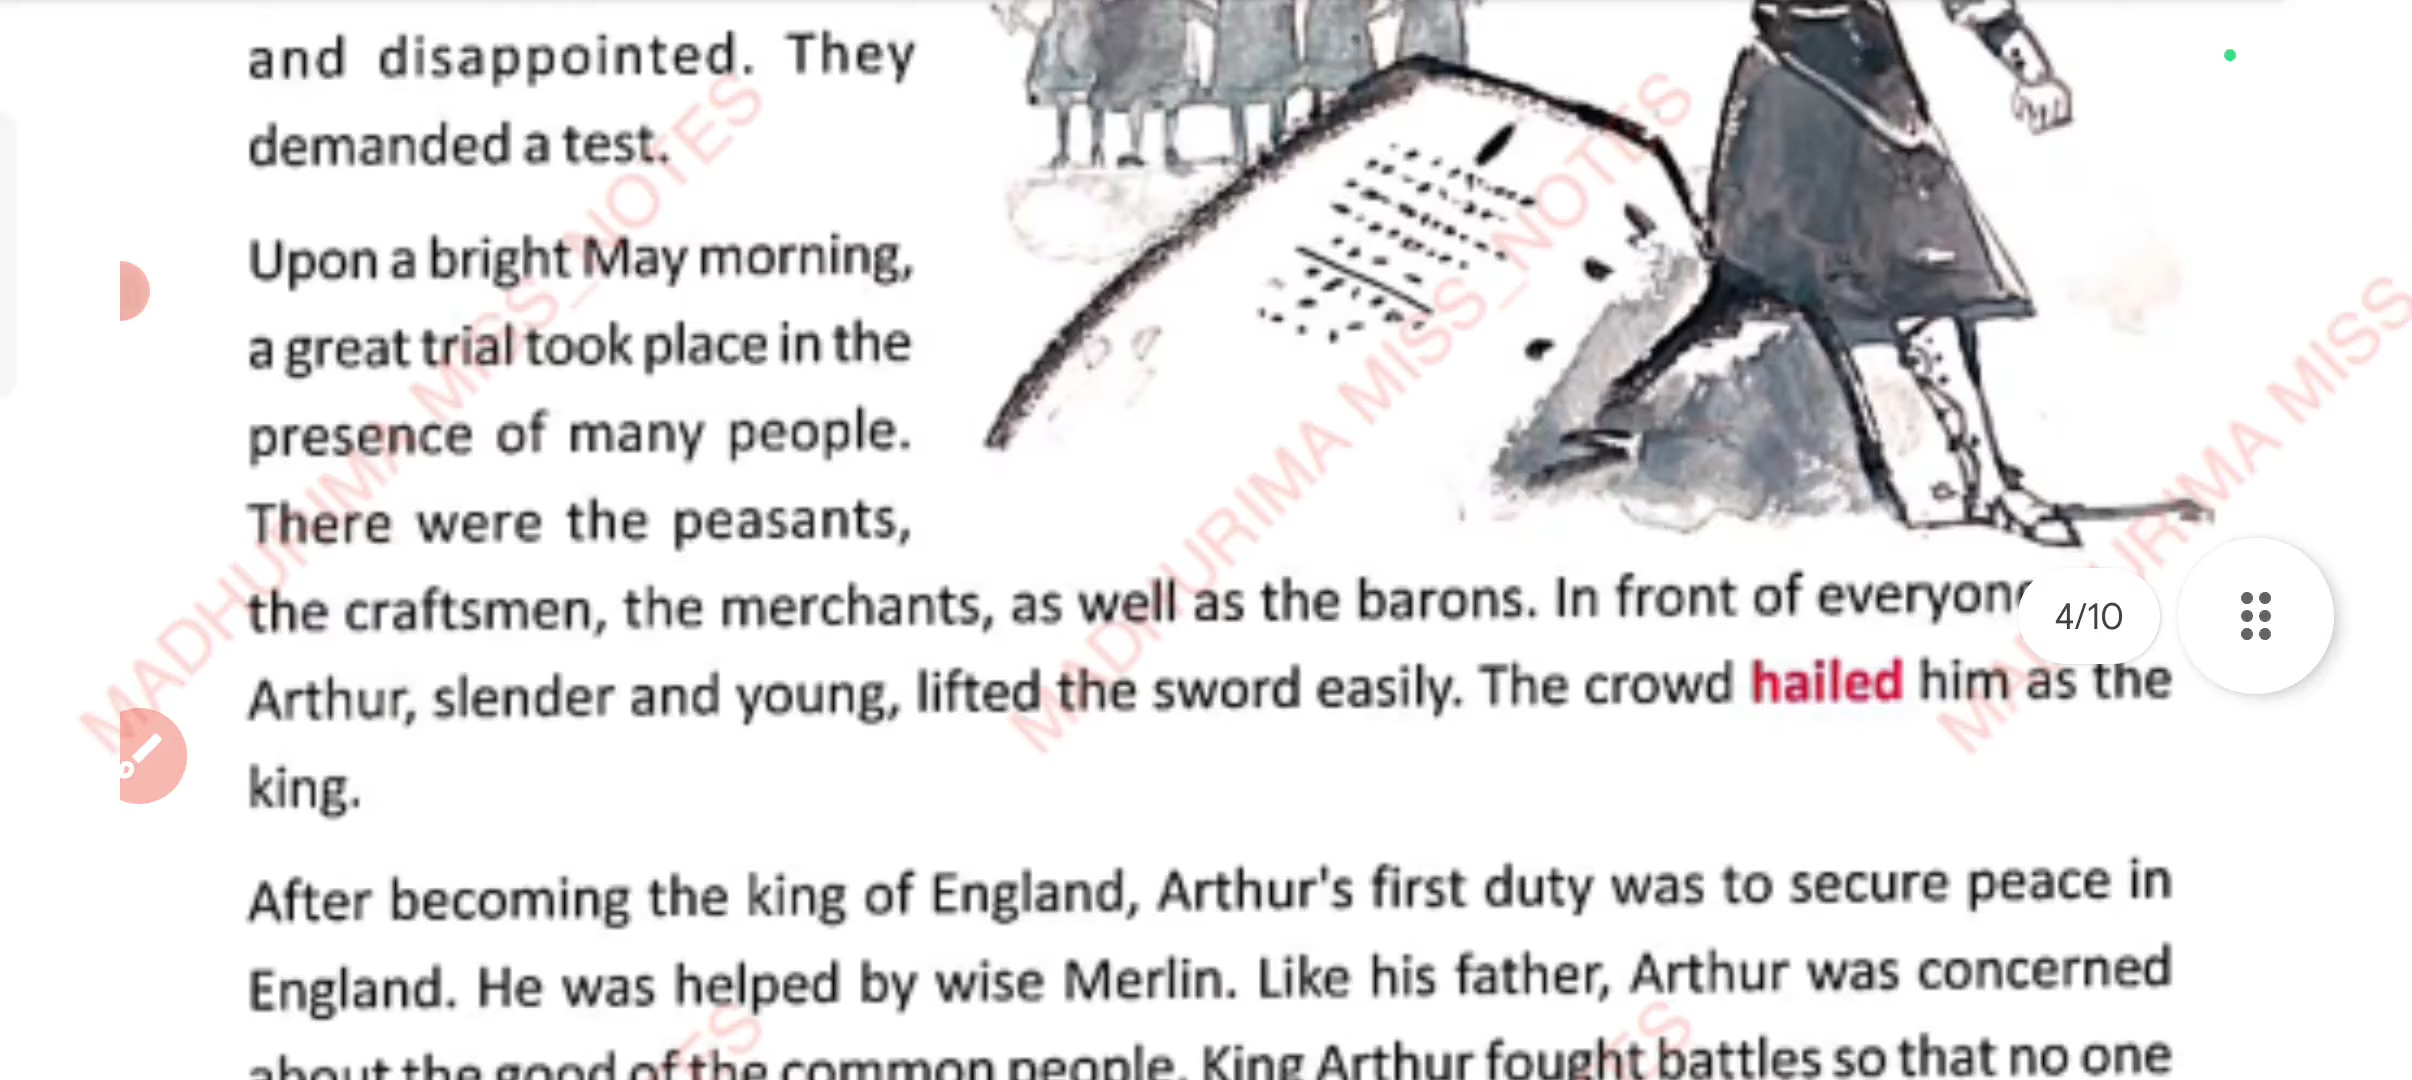 and disappointed. They
demanded a test.
Upon a bright May morning,
a great trial took place in the
presence of many people.
There were the peasants,
the craftsmen, the merchants, as well as the barons. In front of everyone
4/10
Arthur, slender and young, lifted the sword easily. The crowd hailed him as the
king.
After becoming the king of England, Arthur's first duty was to secure peace in
England. He was helped by wise Merlin. Like his father, Arthur was concerned
about the good of the common people. King Arthur fought battles so that no one
MADHURIMA MISS_NOTES
MADHURIMA MISS_NOTES
MADHURIMA MISS